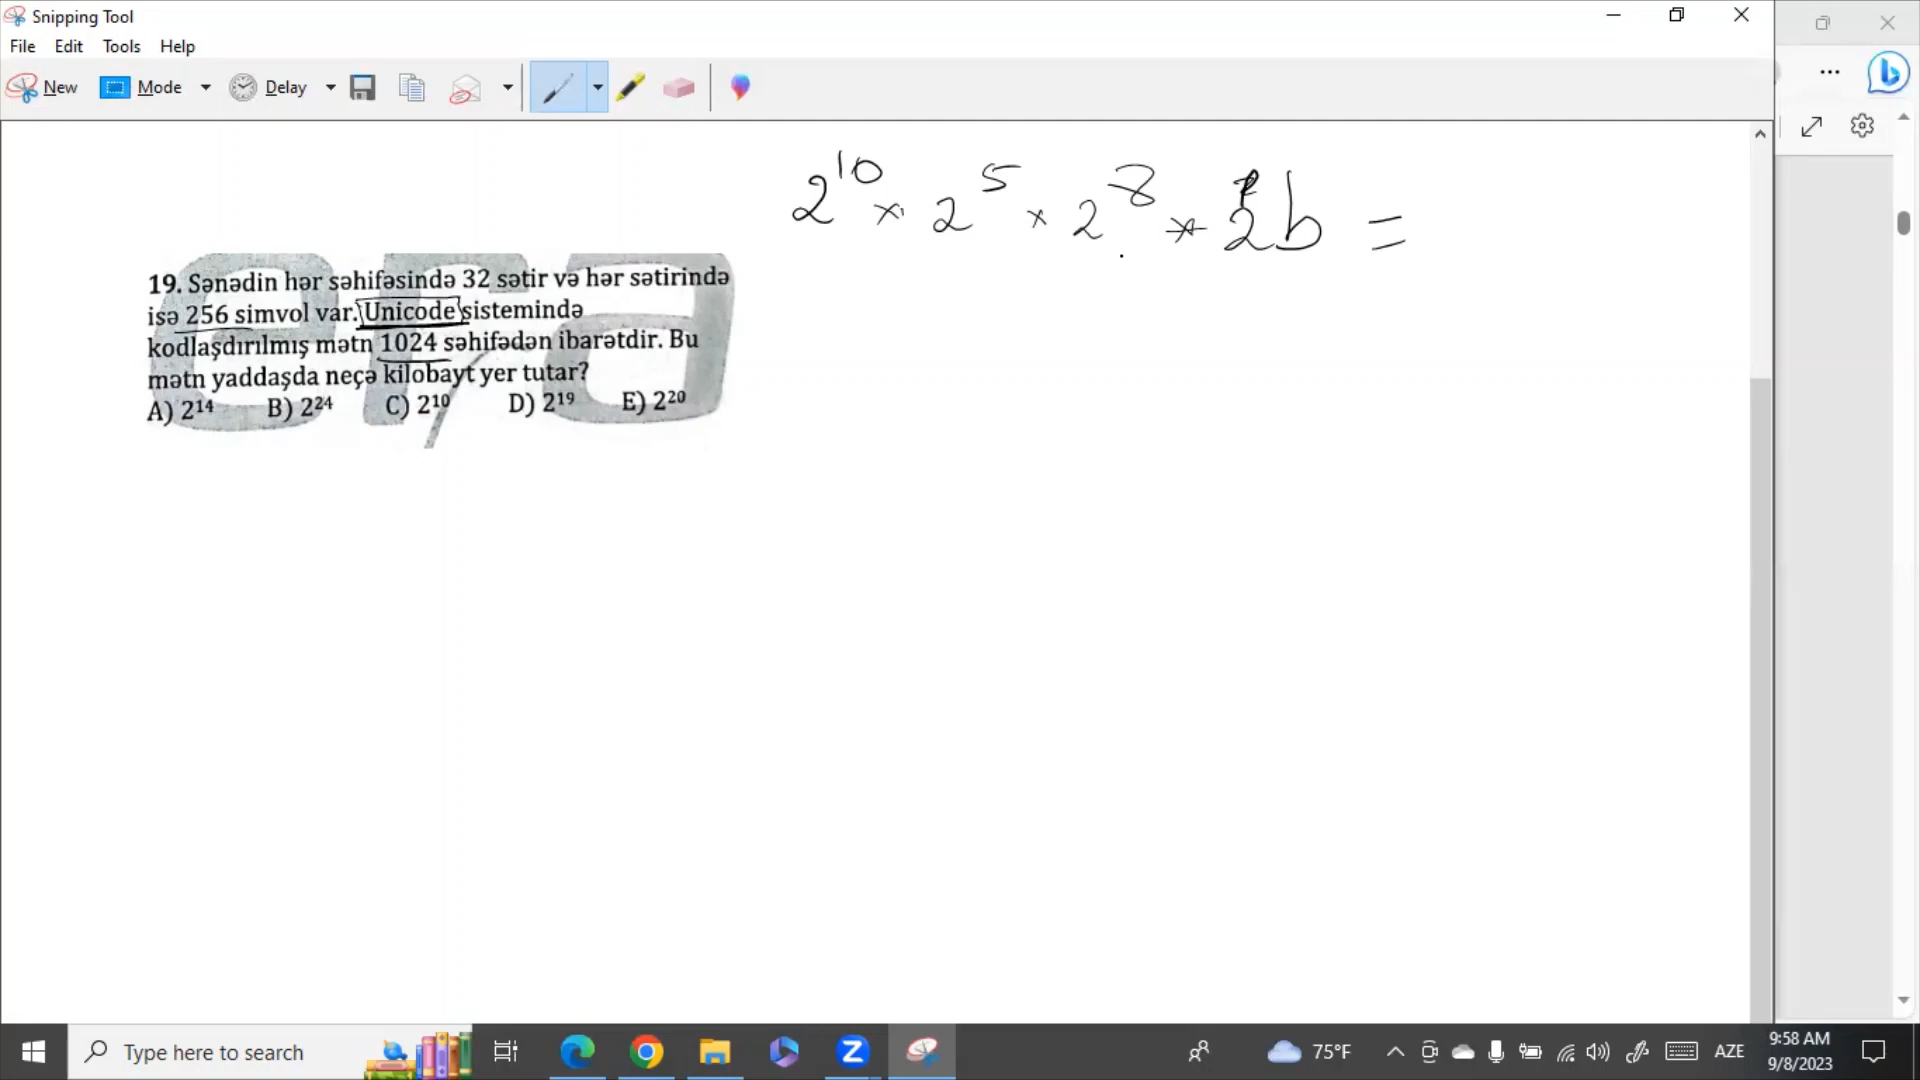 Snipping Tool
File Edit Tools Help
New Mode Delay
2^10 × 2^5 × 2^8 * 2^1 b =
era
19. Sənədin hər səhifəsində 32 sətir və hər sətirində
isə 256 simvol var. Unicode sistemində
kodlaşdırılmış mətn 1024 səhifədən ibarətdir. Bu
mətn yaddaşda neçə kilobayt yer tutar?
A) 2^14 B) 2^24 C) 2^10 D) 2^19 E) 2^20
Type here to search
75°F
AZE
9:58 AM
9/8/2023